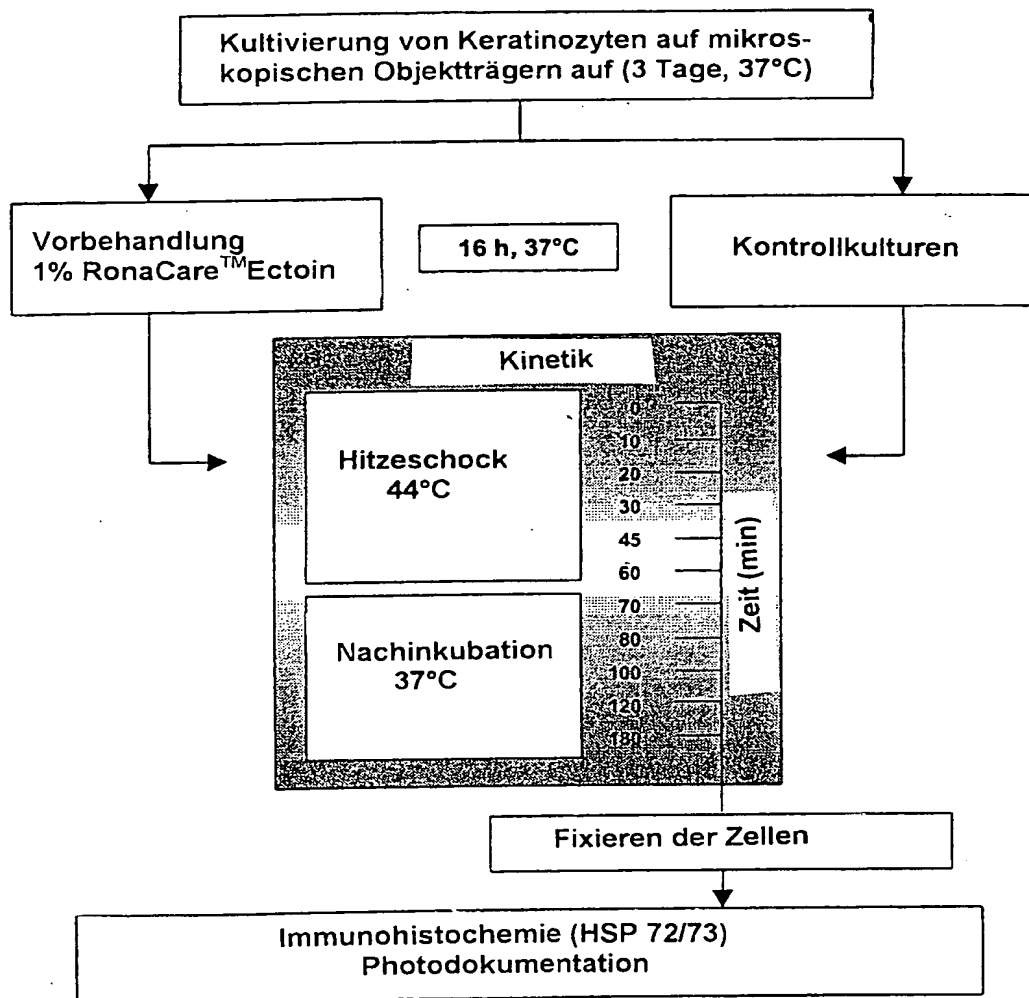 Kultivierung von Keratinozyten auf mikros-
kopischen Objektträgern auf (3 Tage, 37°C)
Vorbehandlung
1% RonaCare™Ectoin
16 h, 37°C
Kontrollkulturen
Kinetik
Hitzeschock
44°C
Nachinkubation
37°C
0
10
20
30
45
60
70
80
100
120
180
Zeit (min)
Fixieren der Zellen
Immunohistochemie (HSP 72/73)
Photodokumentation